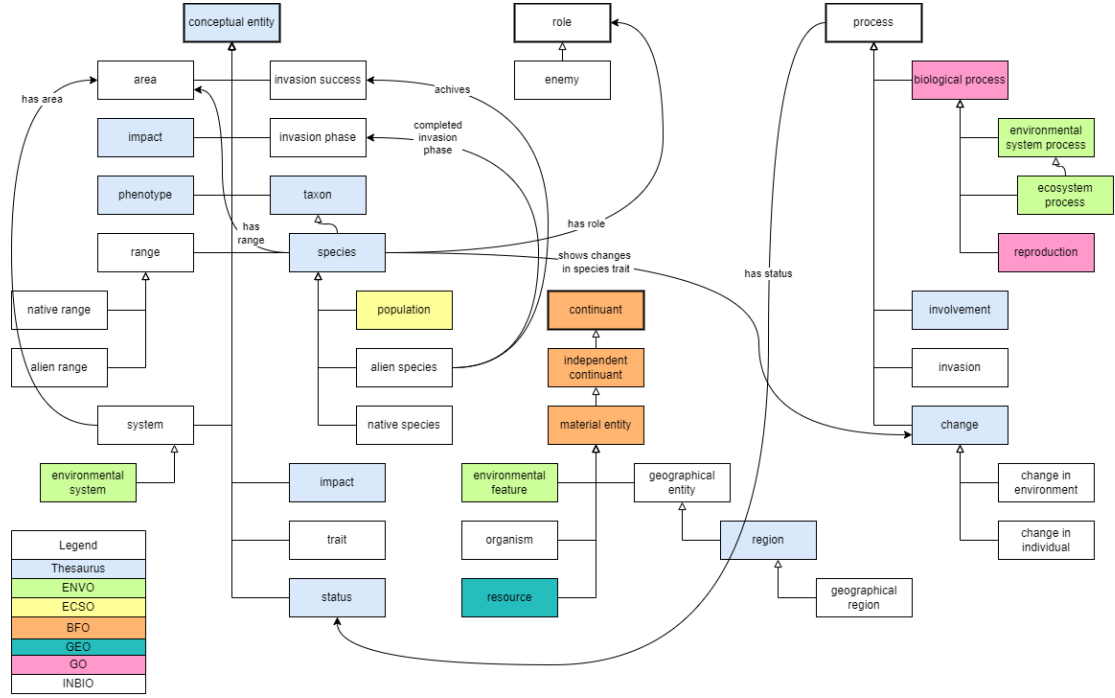 conceptual entity
role
process
area
invasion success
enemy
biological process
has area
achives
impact
invasion phase
completed
invasion
phase
environmental
system process
phenotype
taxon
ecosystem
process
has role
has
range
range
species
shows changes
in species trait
has status
reproduction
native range
population
continuant
involvement
alien range
alien species
independent
continuant
invasion
system
native species
material entity
change
environmental
system
impact
environmental
feature
geographical
entity
change in
environment
trait
organism
region
change in
individual
status
resource
geographical
region
Legend
Thesaurus
ENVO
ECSO
BFO
GEO
GO
INBIO